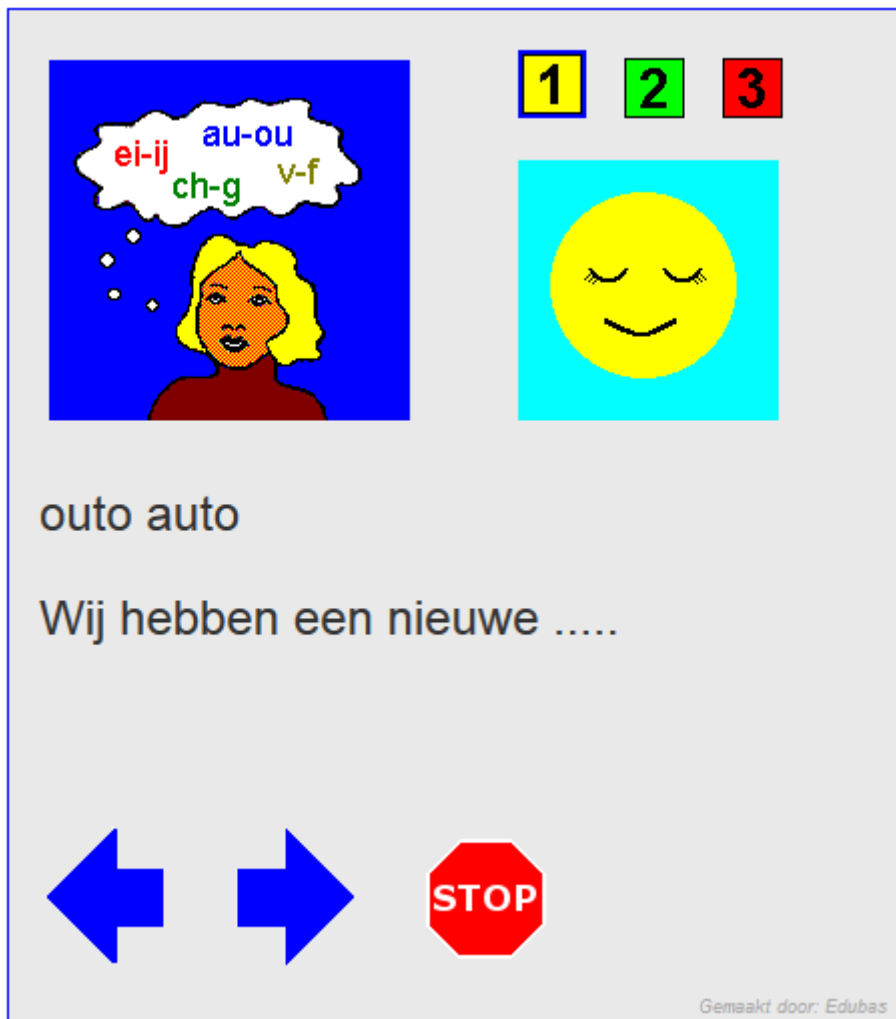 1 2 3
au-ou
ei-ij
v-f
ch-g
outo auto
Wij hebben een nieuwe .....
STOP
Gemaakt door: Edubas